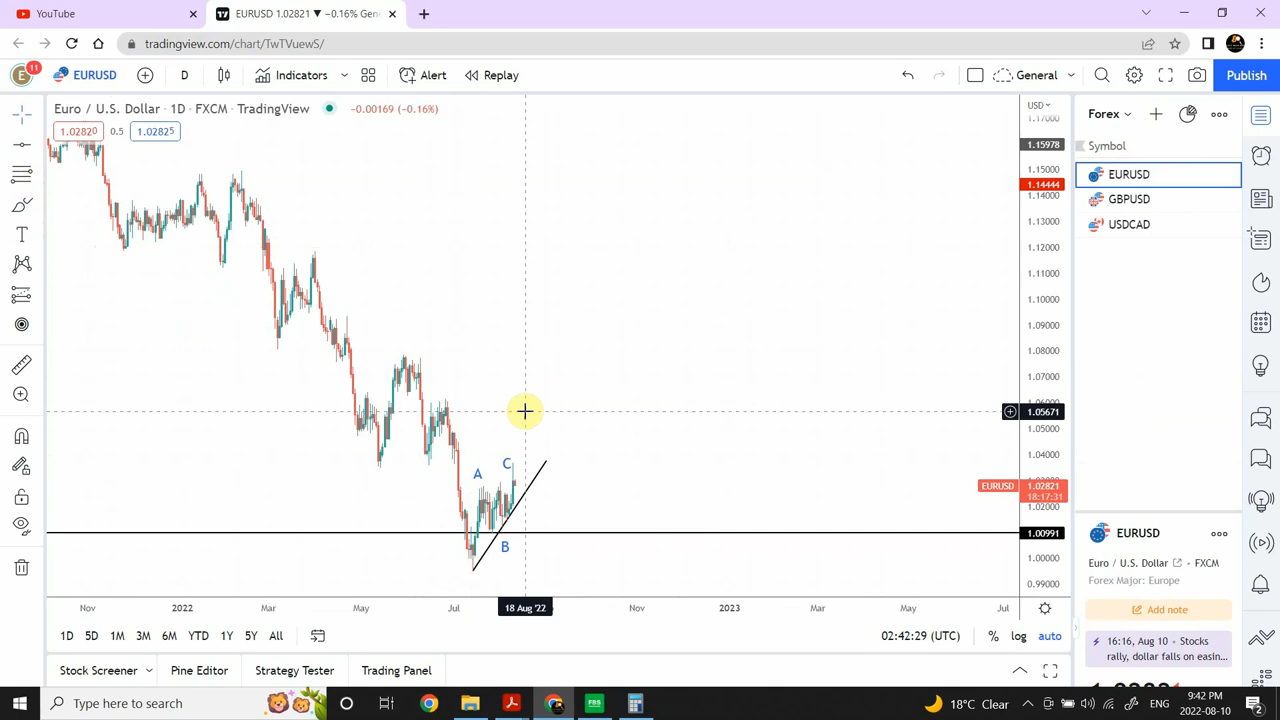 YouTube
EURUSD 1.02821 ▼ −0.16% Gene
tradingview.com/chart/TwTVuewS/
E
11
EURUSD
D
Indicators
Alert
Replay
General
Publish
Euro / U.S. Dollar · 1D · FXCM · TradingView
−0.00169 (−0.16%)
1.02820
0.5
1.02825
USD
1.17000
1.15978
1.15000
1.14444
1.14000
1.13000
1.12000
1.11000
1.10000
1.09000
1.08000
1.07000
1.06000
1.05671
1.05000
1.04000
EURUSD
1.02821
18:17:31
1.02000
1.00991
1.00000
0.99000
A
C
B
Nov
2022
Mar
May
Jul
18 Aug '22
Nov
2023
Mar
May
Jul
1D
5D
1M
3M
6M
YTD
1Y
5Y
All
02:42:29 (UTC)
%
log
auto
Stock Screener
Pine Editor
Strategy Tester
Trading Panel
Forex
Symbol
EURUSD
GBPUSD
USDCAD
EURUSD
Euro / U.S. Dollar
FXCM
Forex Major: Europe
Add note
16:16, Aug 10 • Stocks
rally, dollar falls on easin...
Type here to search
FBS
18°C Clear
ENG
9:42 PM
2022-08-10
2